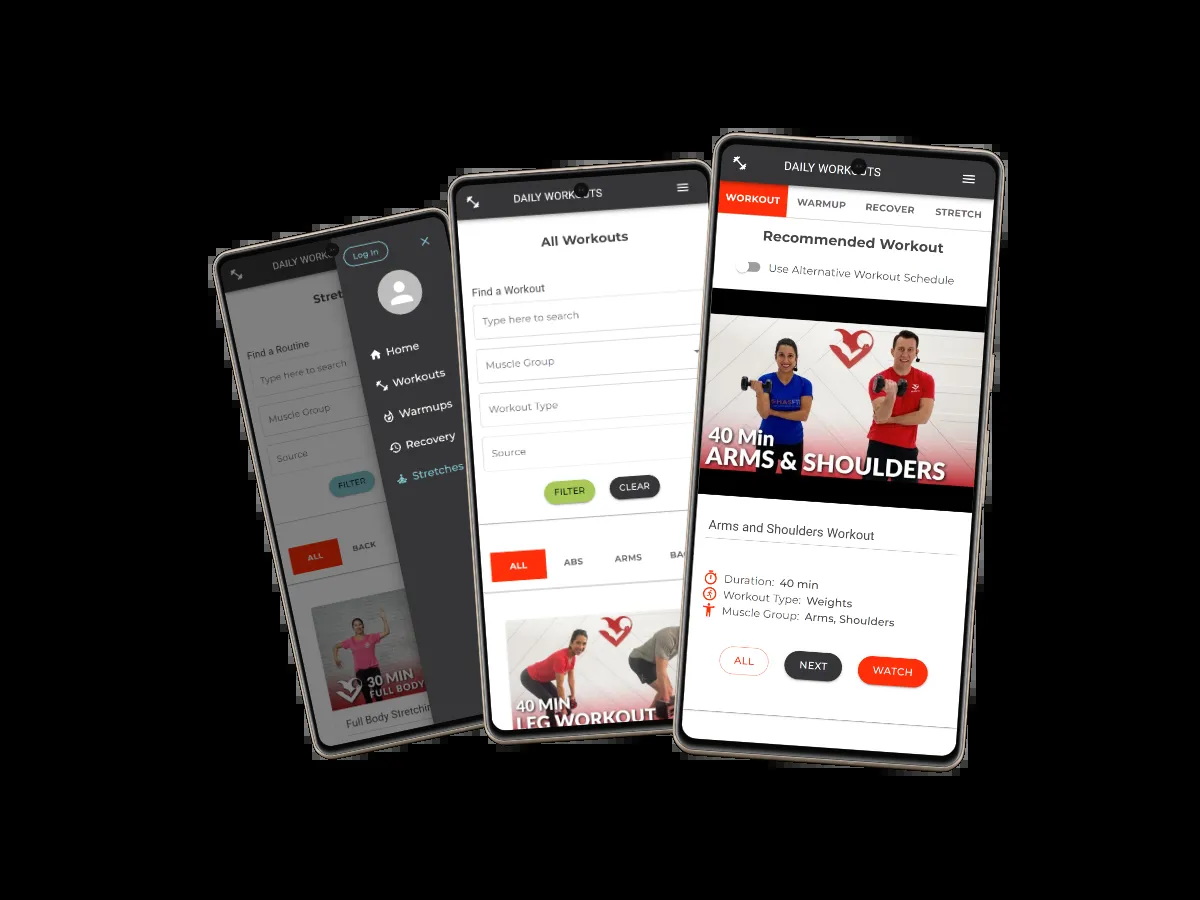 DAILY WORK
Log In
Stret
Find a Routine
Type here to search
Muscle Group
Source
FILTER
ALL
BACK
30 MIN
FULL BODY
Full Body Stretchin
Home
Workouts
Warmups
Recovery
Stretches
DAILY WORKOUTS
All Workouts
Find a Workout
Type here to search
Muscle Group
Workout Type
Source
FILTER
CLEAR
ALL
ABS
ARMS
BA
40 MIN
LEG WORKOUT
DAILY WORKOUTS
WORKOUT
WARMUP
RECOVER
STRETCH
Recommended Workout
Use Alternative Workout Schedule
40 Min
ARMS & SHOULDERS
Arms and Shoulders Workout
Duration: 40 min
Workout Type: Weights
Muscle Group: Arms, Shoulders
ALL
NEXT
WATCH